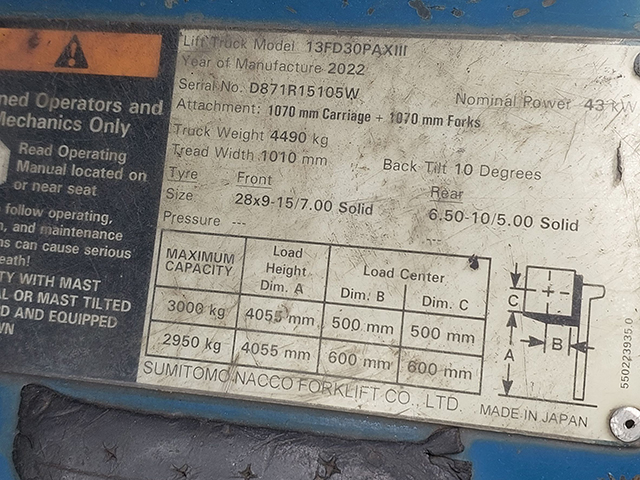 Lift Truck Model 13FD30PAXIII
Year of Manufacture 2022
Serial No. D871R15105W
Nominal Power 43 kW
Attachment: 1070 mm Carriage + 1070 mm Forks
Truck Weight 4490 kg
Tread Width 1010 mm
Back Tilt 10 Degrees
Tyre Front Rear
Size 28x9-15/7.00 Solid 6.50-10/5.00 Solid
Pressure --- ---
MAXIMUM CAPACITY
Load Height Dim. A
Load Center
Dim. B Dim. C
3000 kg 4055 mm 500 mm 500 mm
2950 kg 4055 mm 600 mm 600 mm
SUMITOMO NACCO FORKLIFT CO., LTD.
MADE IN JAPAN
C
B
A
550223935 0
Operators and
Mechanics Only
Read Operating
Manual located on
or near seat
follow operating,
and maintenance
can cause serious
WITH MAST
OR MAST TILTED
AND EQUIPPED